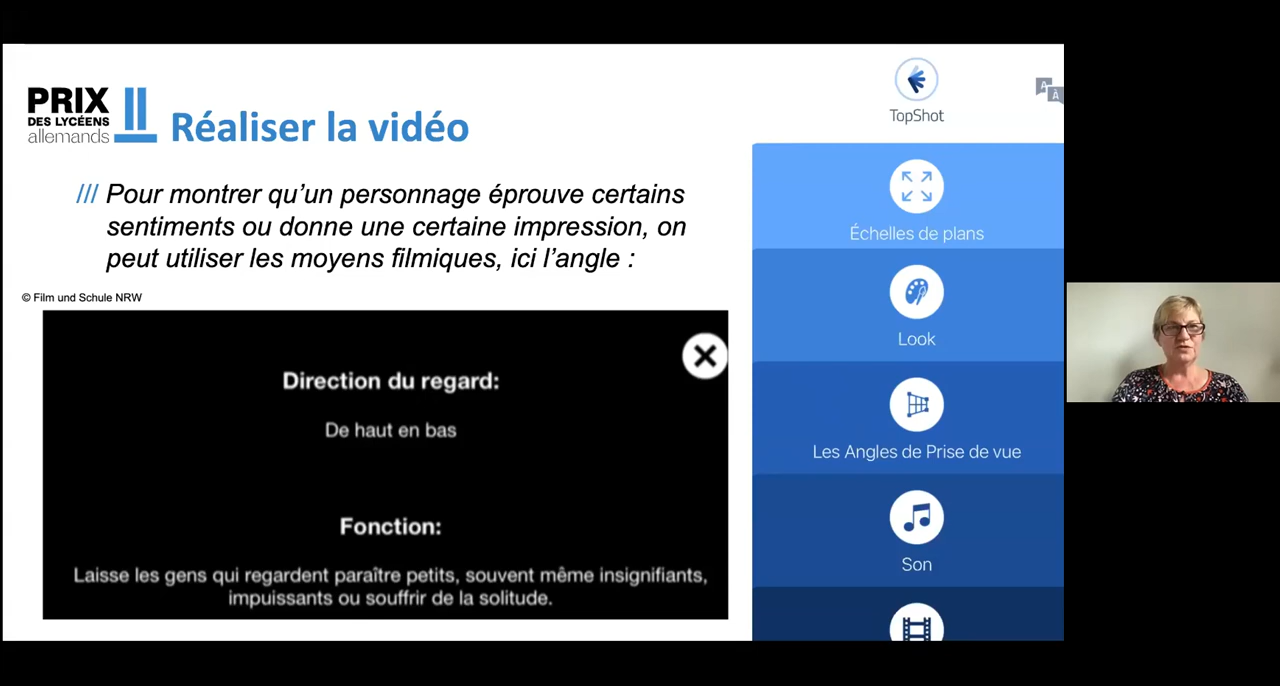 PRIX
DES LYCÉENS
allemands
Réaliser la vidéo
/// Pour montrer qu’un personnage éprouve certains
sentiments ou donne une certaine impression, on
peut utiliser les moyens filmiques, ici l’angle :
© Film und Schule NRW
Direction du regard:
De haut en bas
Fonction:
Laisse les gens qui regardent paraître petits, souvent même insignifiants,
impuissants ou souffrir de la solitude.
TopShot
A
À
Échelles de plans
Look
Les Angles de Prise de vue
Son